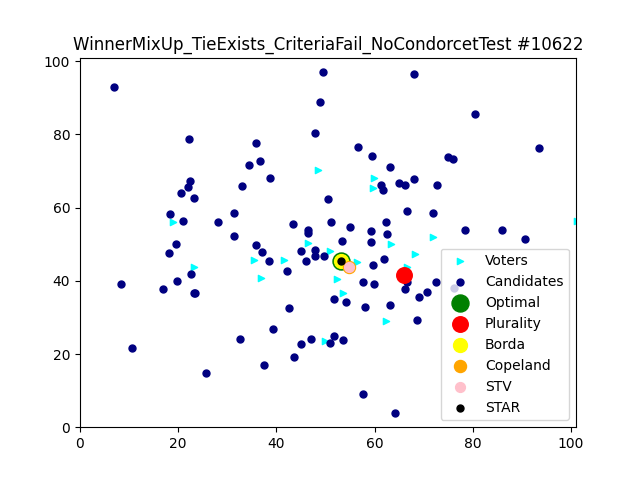 WinnerMixUp_TieExists_CriteriaFail_NoCondorcetTest #10622
100
80
60
40
20
0
0 20 40 60 80 100
Voters
Candidates
Optimal
Plurality
Borda
Copeland
STV
STAR